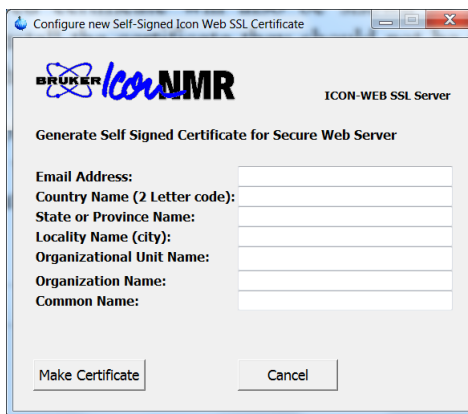 Configure new Self-Signed Icon Web SSL Certificate
BRUKER IconNMR
ICON-WEB SSL Server
Generate Self Signed Certificate for Secure Web Server
Email Address:
Country Name (2 Letter code):
State or Province Name:
Locality Name (city):
Organizational Unit Name:
Organization Name:
Common Name:
Make Certificate Cancel